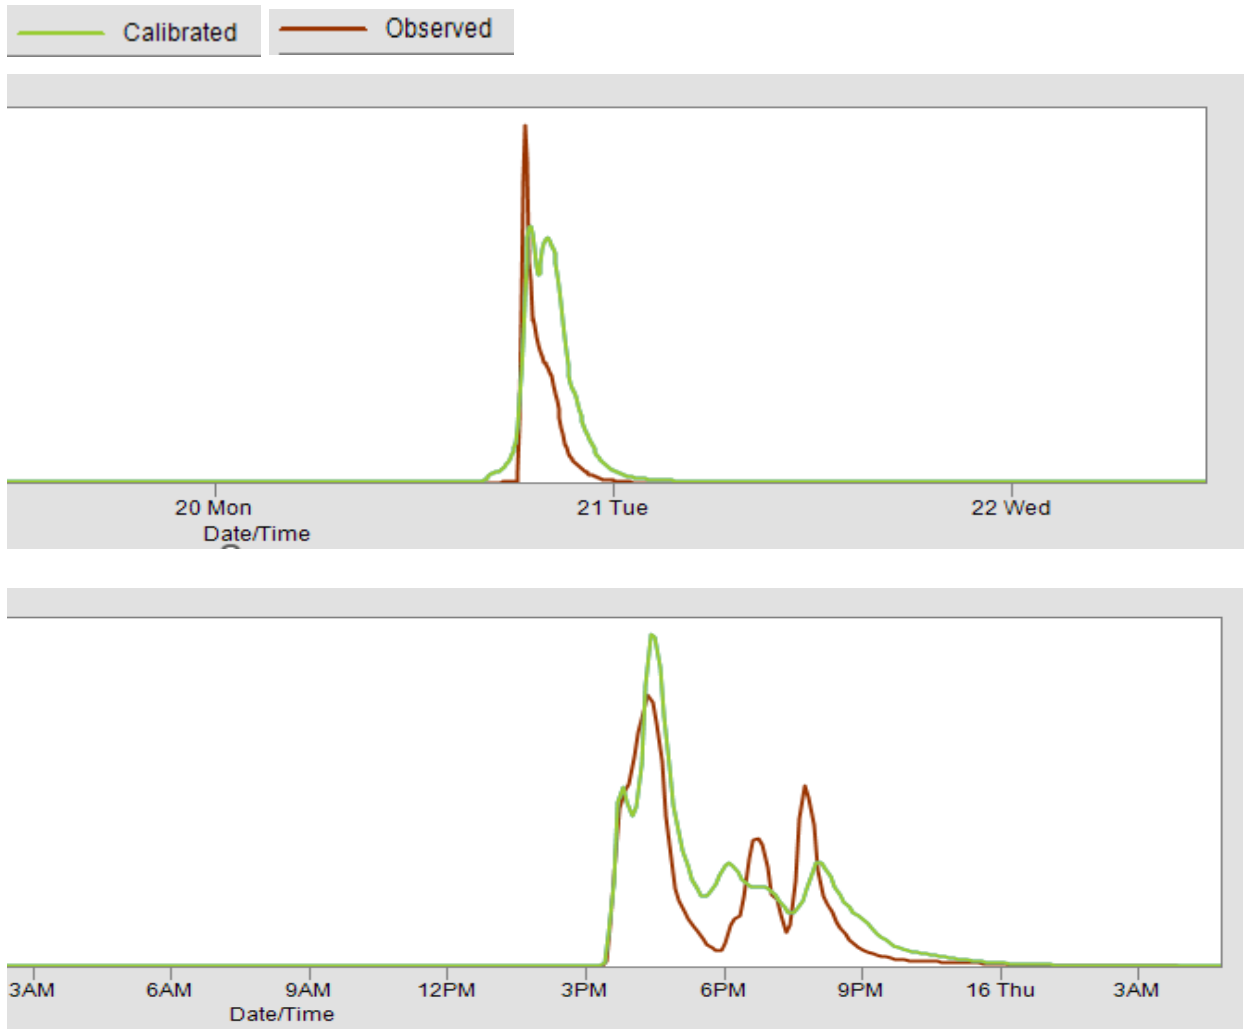 Calibrated Observed
20 Mon 21 Tue 22 Wed
Date/Time
3AM 6AM 9AM 12PM 3PM 6PM 9PM 16 Thu 3AM
Date/Time